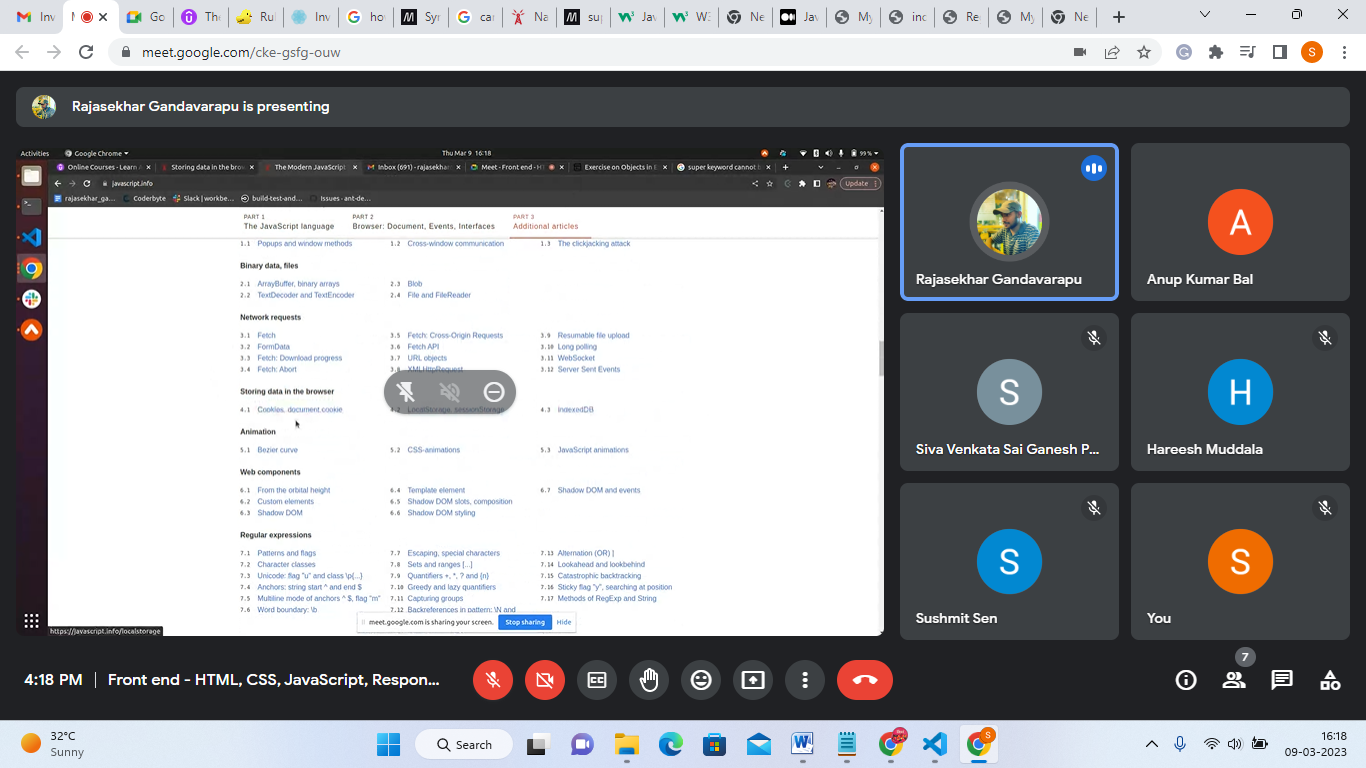 Inv
M
Go
The
Rul
Inv
hov
Syr
car
Na
sup
Jav
W3
Ne
Jav
My
inc
Re
My
Ne
meet.google.com/cke-gsfg-ouw
S
Rajasekhar Gandavarapu is presenting
Activities
Google Chrome
Thu Mar 9 16:18
99 %
Online Courses - Learn A
Storing data in the brow
The Modern JavaScript
Inbox (691) - rajasekhar
Meet - Front end - HT
Exercise on Objects in E
super keyword cannot b
javascript.info
Update
rajasekhar_ga...
Coderbyte
Slack | workbe...
build-test-and...
Issues · ant-de...
PART 1
The JavaScript language
PART 2
Browser: Document, Events, Interfaces
PART 3
Additional articles
1.1 Popups and window methods
1.2 Cross-window communication
1.3 The clickjacking attack
Binary data, files
2.1 ArrayBuffer, binary arrays
2.3 Blob
2.2 TextDecoder and TextEncoder
2.4 File and FileReader
Network requests
3.1 Fetch
3.5 Fetch: Cross-Origin Requests
3.9 Resumable file upload
3.2 FormData
3.6 Fetch API
3.10 Long polling
3.3 Fetch: Download progress
3.7 URL objects
3.11 WebSocket
3.4 Fetch: Abort
3.8 XMLHttpRequest
3.12 Server Sent Events
Storing data in the browser
4.1 Cookies, document.cookie
4.2 LocalStorage, sessionStorage
4.3 IndexedDB
Animation
5.1 Bezier curve
5.2 CSS-animations
5.3 JavaScript animations
Web components
6.1 From the orbital height
6.4 Template element
6.7 Shadow DOM and events
6.2 Custom elements
6.5 Shadow DOM slots, composition
6.3 Shadow DOM
6.6 Shadow DOM styling
Regular expressions
7.1 Patterns and flags
7.7 Escaping, special characters
7.13 Alternation (OR) |
7.2 Character classes
7.8 Sets and ranges [...]
7.14 Lookahead and lookbehind
7.3 Unicode: flag "u" and class \p{...}
7.9 Quantifiers +, *, ? and {n}
7.15 Catastrophic backtracking
7.4 Anchors: string start ^ and end $
7.10 Greedy and lazy quantifiers
7.16 Sticky flag "y", searching at position
7.5 Multiline mode of anchors ^ $, flag "m"
7.11 Capturing groups
7.17 Methods of RegExp and String
7.6 Word boundary: \b
7.12 Backreferences in pattern: \N and
meet.google.com is sharing your screen.
Stop sharing
Hide
https://javascript.info/localstorage
Rajasekhar Gandavarapu
A
Anup Kumar Bal
S
Siva Venkata Sai Ganesh P...
H
Hareesh Muddala
S
Sushmit Sen
S
You
4:18 PM
Front end - HTML, CSS, JavaScript, Respon...
7
32°C
Sunny
Search
16:18
09-03-2023